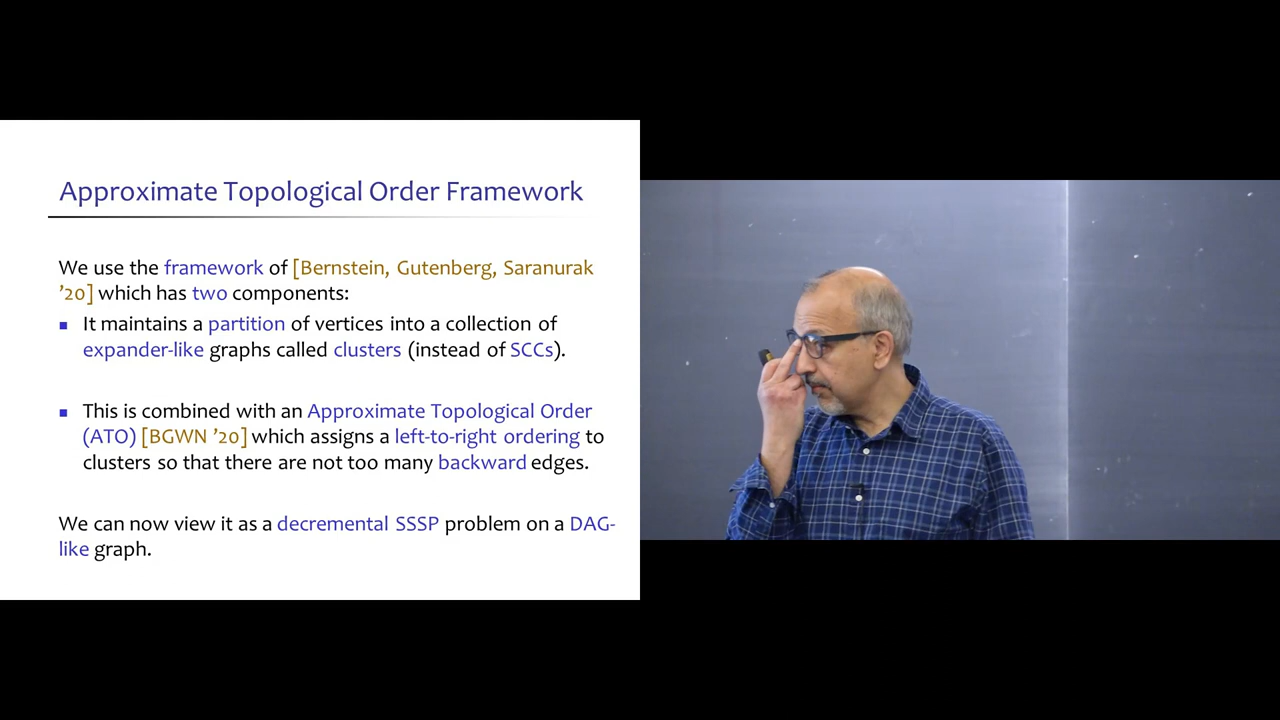 Approximate Topological Order Framework
We use the framework of [Bernstein, Gutenberg, Saranurak
’20] which has two components:
▪ It maintains a partition of vertices into a collection of
expander-like graphs called clusters (instead of SCCs).
▪ This is combined with an Approximate Topological Order
(ATO) [BGWN ’20] which assigns a left-to-right ordering to
clusters so that there are not too many backward edges.
We can now view it as a decremental SSSP problem on a DAG-
like graph.